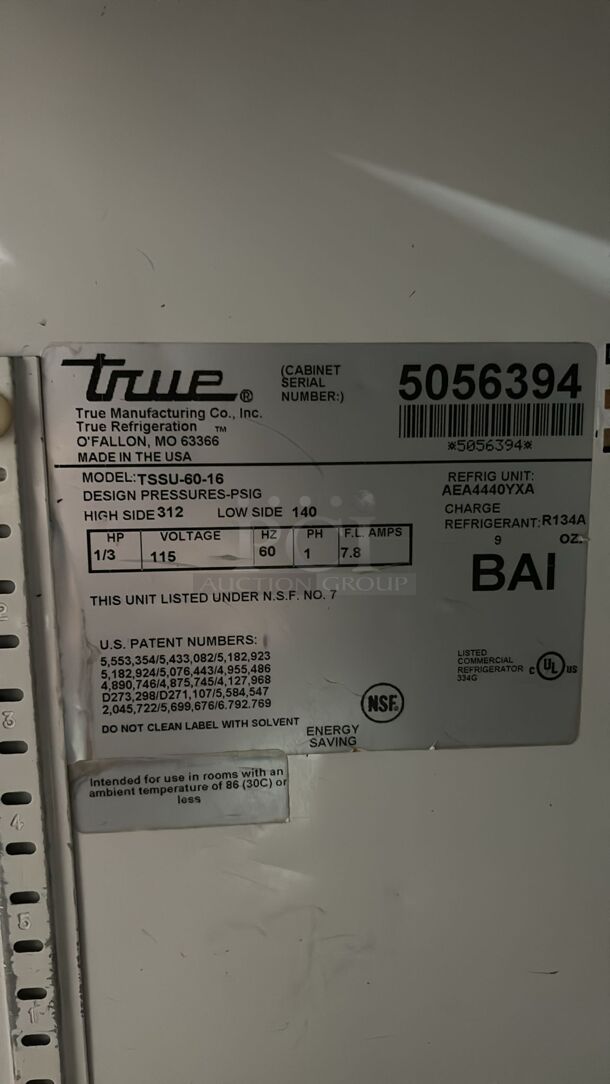 true®
True Manufacturing Co., Inc.
True Refrigeration ™
O'FALLON, MO 63366
MADE IN THE USA
(CABINET
SERIAL
NUMBER:)
5056394
*5056394*
MODEL: TSSU-60-16
DESIGN PRESSURES-PSIG
HIGH SIDE 312 LOW SIDE 140
REFRIG UNIT:
AEA4440YXA
CHARGE
REFRIGERANT: R134A
9 OZ.
BAI
HP VOLTAGE HZ PH F.L. AMPS
1/3 115 60 1 7.8
AUCTION GROUP
THIS UNIT LISTED UNDER N.S.F. NO. 7
U.S. PATENT NUMBERS:
5,553,354/5,433,082/5,182,923
5,182,924/5,076,443/4,955,486
4,890,746/4,875,745/4,127,968
D273,298/D271,107/5,584,547
2,045,722/5,699,676/6.792.769
DO NOT CLEAN LABEL WITH SOLVENT
ENERGY
SAVING
NSF®
LISTED
COMMERCIAL
REFRIGERATOR
334G
C UL US
Intended for use in rooms with an
ambient temperature of 86 (30C) or
less
2
3
4
5